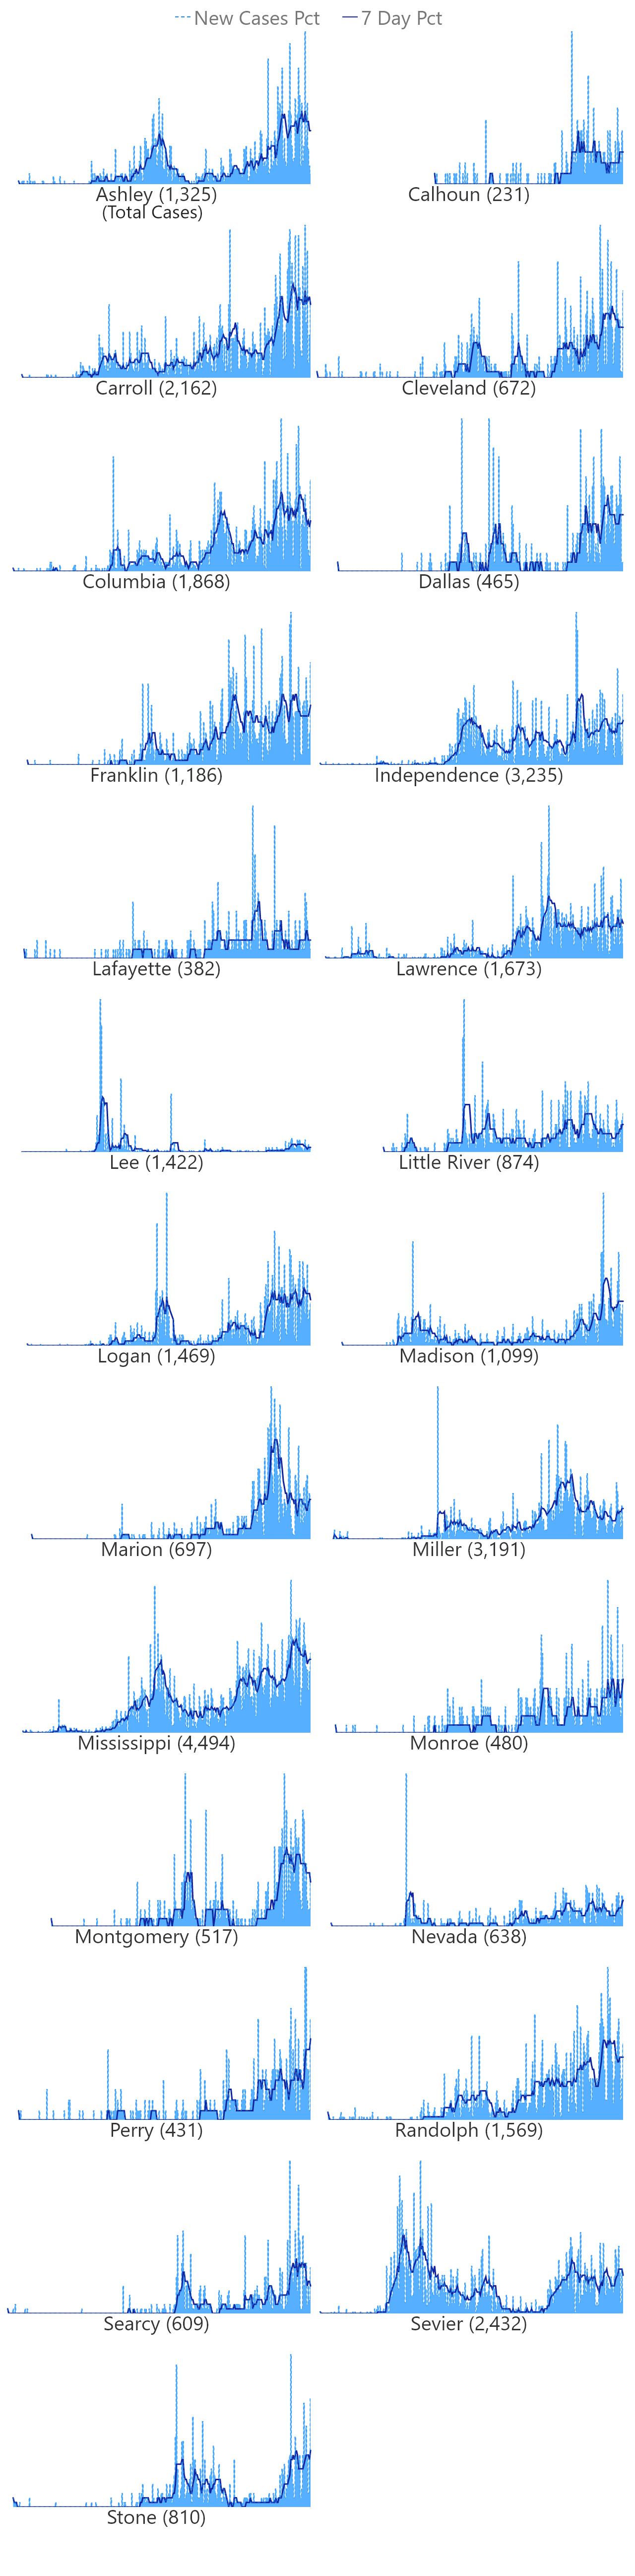 New Cases Pct 7 Day Pct
Ashley (1,325)
(Total Cases)
Calhoun (231)
Carroll (2,162)
Cleveland (672)
Columbia (1,868)
Dallas (465)
Franklin (1,186)
Independence (3,235)
Lafayette (382)
Lawrence (1,673)
Lee (1,422)
Little River (874)
Logan (1,469)
Madison (1,099)
Marion (697)
Miller (3,191)
Mississippi (4,494)
Monroe (480)
Montgomery (517)
Nevada (638)
Perry (431)
Randolph (1,569)
Searcy (609)
Sevier (2,432)
Stone (810)